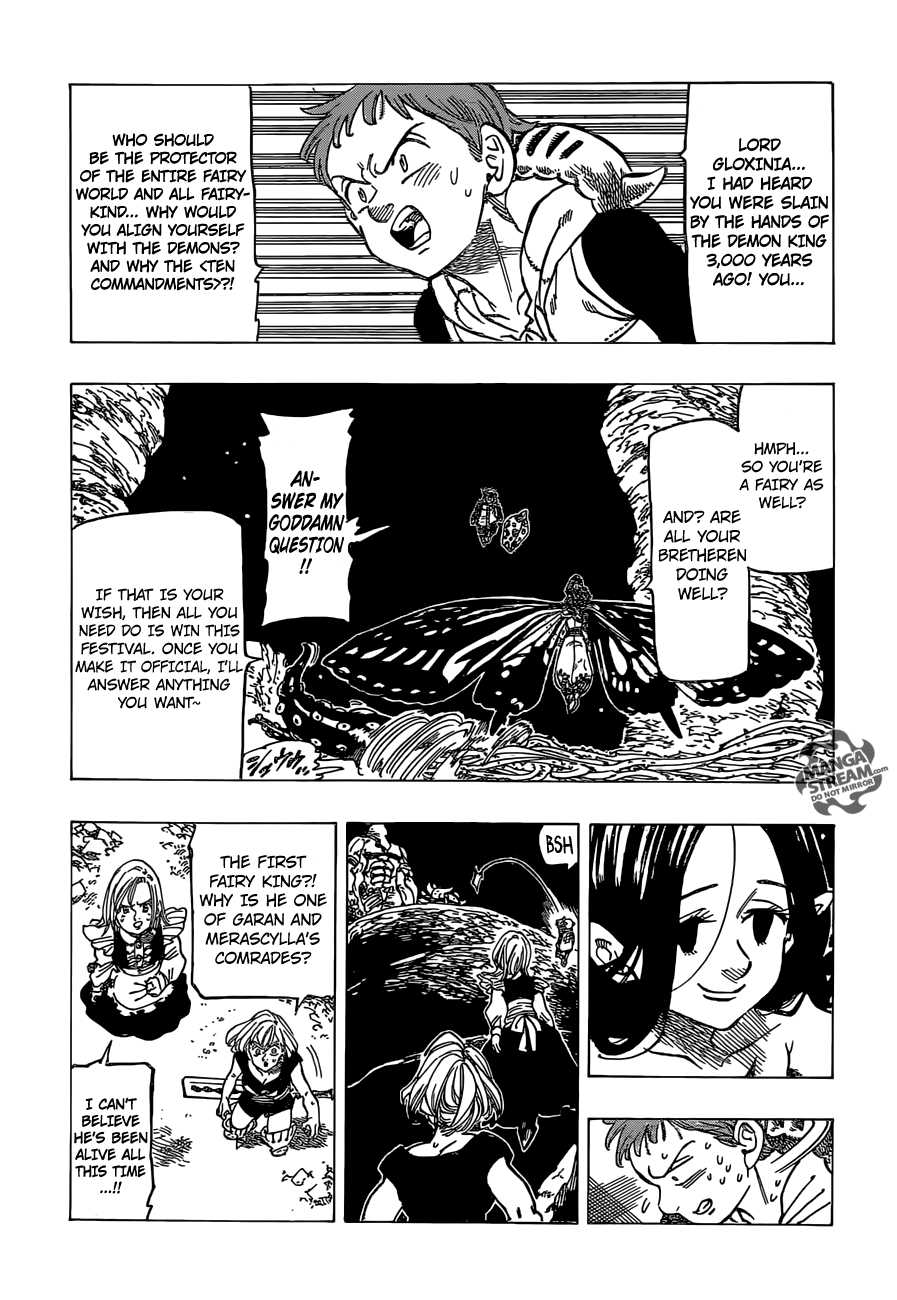 LORD
GLOXINIA...
I HAD HEARD
YOU WERE SLAIN
BY THE HANDS OF
THE DEMON KING
3,000 YEARS
AGO! YOU...
WHO SHOULD
BE THE PROTECTOR
OF THE ENTIRE FAIRY
WORLD AND ALL FAIRY-
KIND... WHY WOULD
YOU ALIGN YOURSELF
WITH THE DEMONS?
AND WHY THE <TEN
COMMANDMENTS>?!
HMPH...
SO YOU'RE
A FAIRY AS
WELL?
AND? ARE
ALL YOUR
BRETHEREN
DOING
WELL?
AN-
SWER MY
GODDAMN
QUESTION
!!
IF THAT IS YOUR
WISH, THEN ALL YOU
NEED DO IS WIN THIS
FESTIVAL. ONCE YOU
MAKE IT OFFICIAL, I'LL
ANSWER ANYTHING
YOU WANT~
MANGA
STREAM.com
DO NOT MIRROR
BSH
THE FIRST
FAIRY KING?!
WHY IS HE ONE
OF GARAN AND
MERASCYLLA'S
COMRADES?
I CAN'T
BELIEVE
HE'S BEEN
ALIVE ALL
THIS TIME
...!!